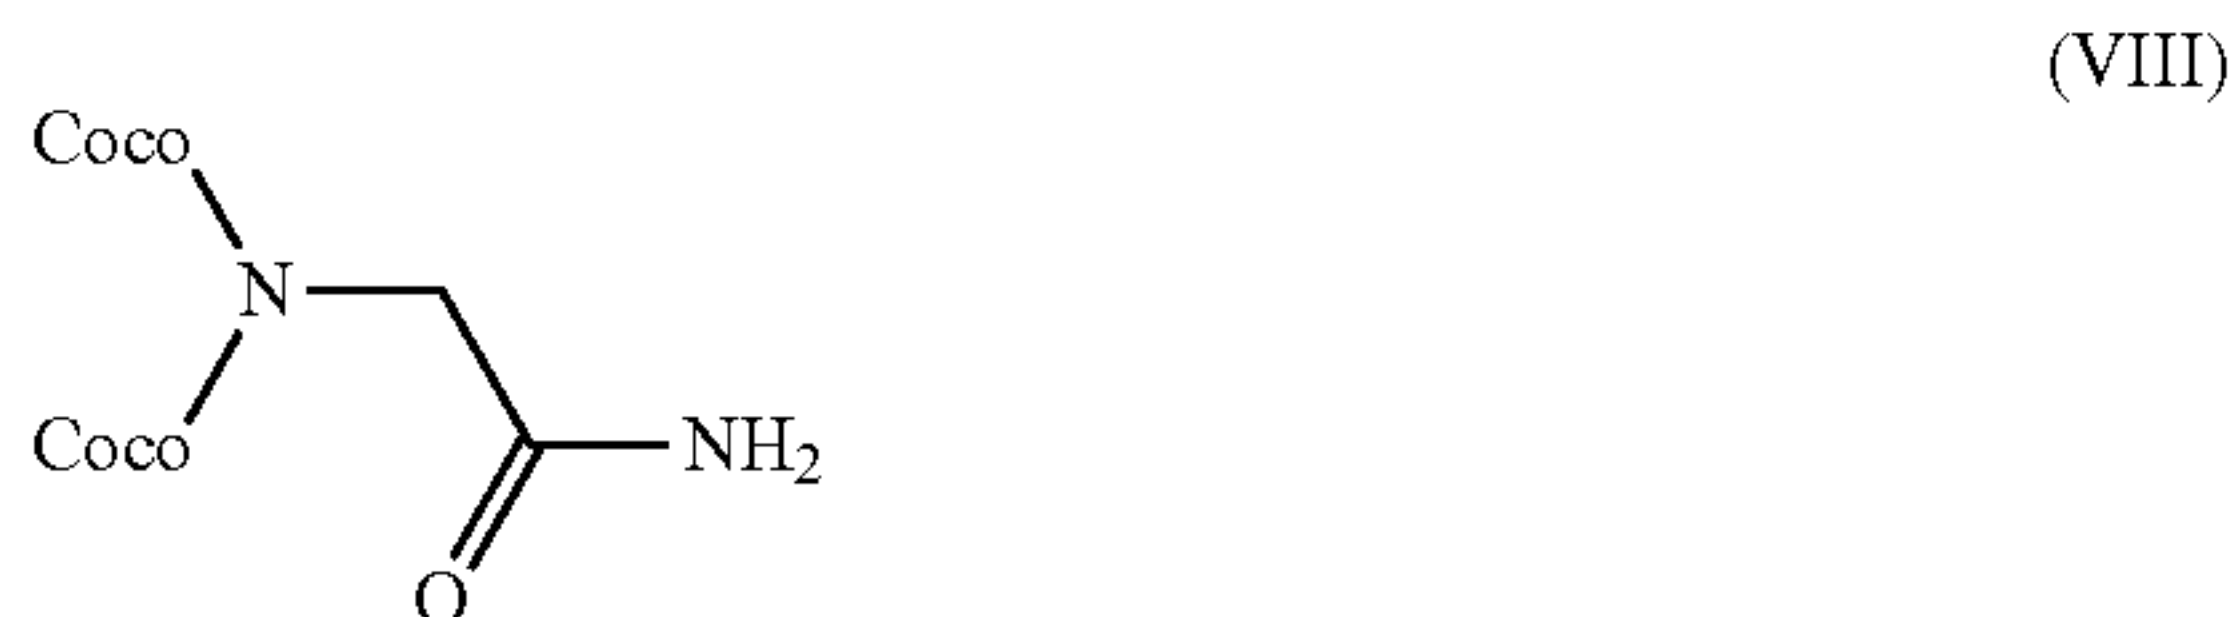 (VIII)
Coco
N
Coco
NH₂
O